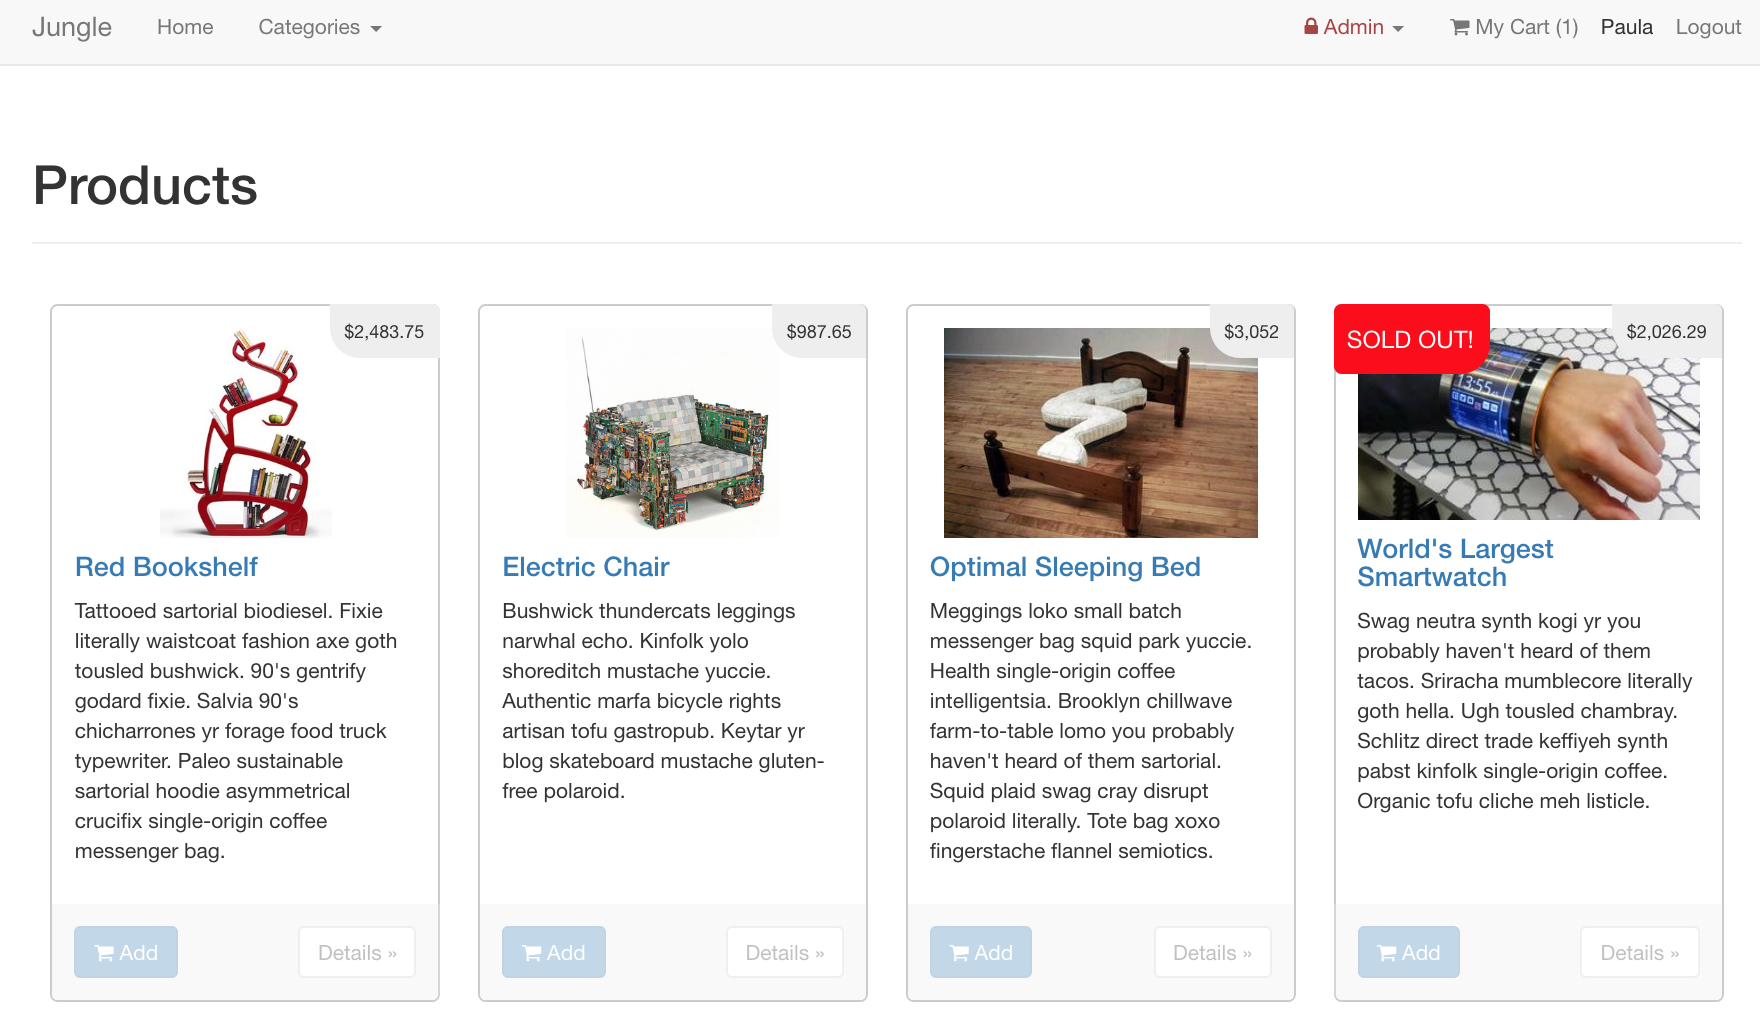 Jungle Home Categories Admin My Cart (1) Paula Logout
Products
$2,483.75
Red Bookshelf
Tattooed sartorial biodiesel. Fixie
literally waistcoat fashion axe goth
tousled bushwick. 90's gentrify
godard fixie. Salvia 90's
chicharrones yr forage food truck
typewriter. Paleo sustainable
sartorial hoodie asymmetrical
crucifix single-origin coffee
messenger bag.
Add Details »
$987.65
Electric Chair
Bushwick thundercats leggings
narwhal echo. Kinfolk yolo
shoreditch mustache yuccie.
Authentic marfa bicycle rights
artisan tofu gastropub. Keytar yr
blog skateboard mustache gluten-
free polaroid.
Add Details »
$3,052
Optimal Sleeping Bed
Meggings loko small batch
messenger bag squid park yuccie.
Health single-origin coffee
intelligentsia. Brooklyn chillwave
farm-to-table lomo you probably
haven't heard of them sartorial.
Squid plaid swag cray disrupt
polaroid literally. Tote bag xoxo
fingerstache flannel semiotics.
Add Details »
SOLD OUT! $2,026.29
13:55
World's Largest
Smartwatch
Swag neutra synth kogi yr you
probably haven't heard of them
tacos. Sriracha mumblecore literally
goth hella. Ugh tousled chambray.
Schlitz direct trade keffiyeh synth
pabst kinfolk single-origin coffee.
Organic tofu cliche meh listicle.
Add Details »